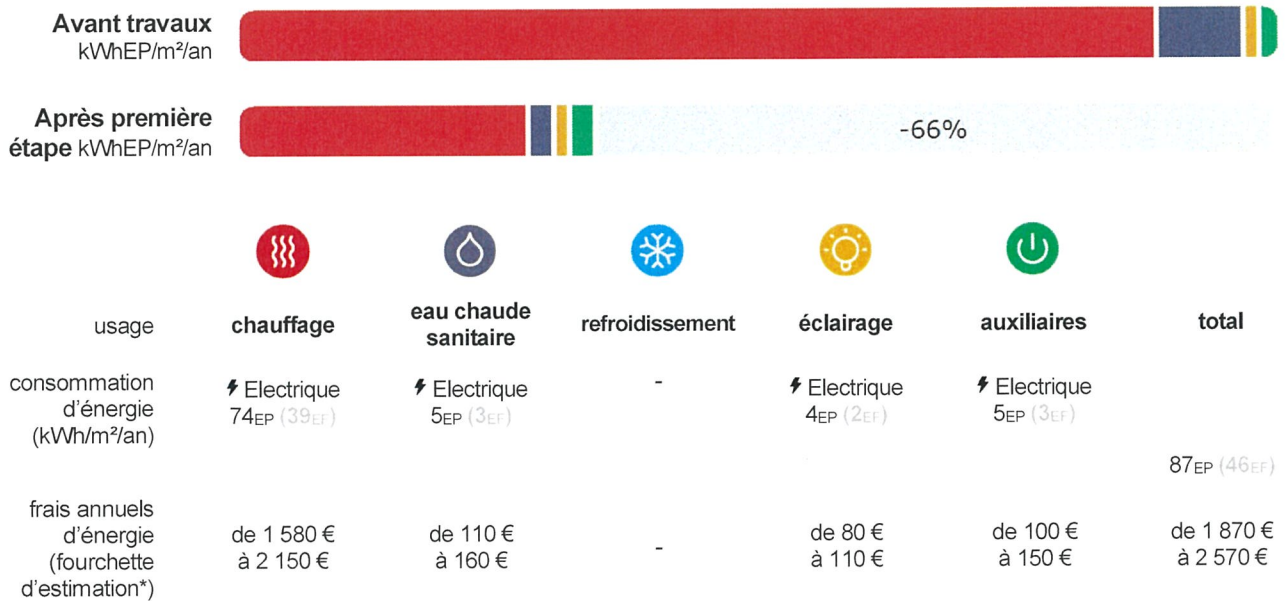 Avant travaux
kWhEP/m²/an
Après première
étape kWhEP/m²/an
-66%
usage
chauffage
eau chaude
sanitaire
refroidissement
éclairage
auxiliaires
total
consommation
d'énergie
(kWh/m²/an)
Electrique
74EP (39EF)
Electrique
5EP (3EF)
-
Electrique
4EP (2EF)
Electrique
5EP (3EF)
87EP (46EF)
frais annuels
d'énergie
(fourchette
d'estimation*)
de 1 580 €
à 2 150 €
de 110 €
à 160 €
-
de 80 €
à 110 €
de 100 €
à 150 €
de 1 870 €
à 2 570 €